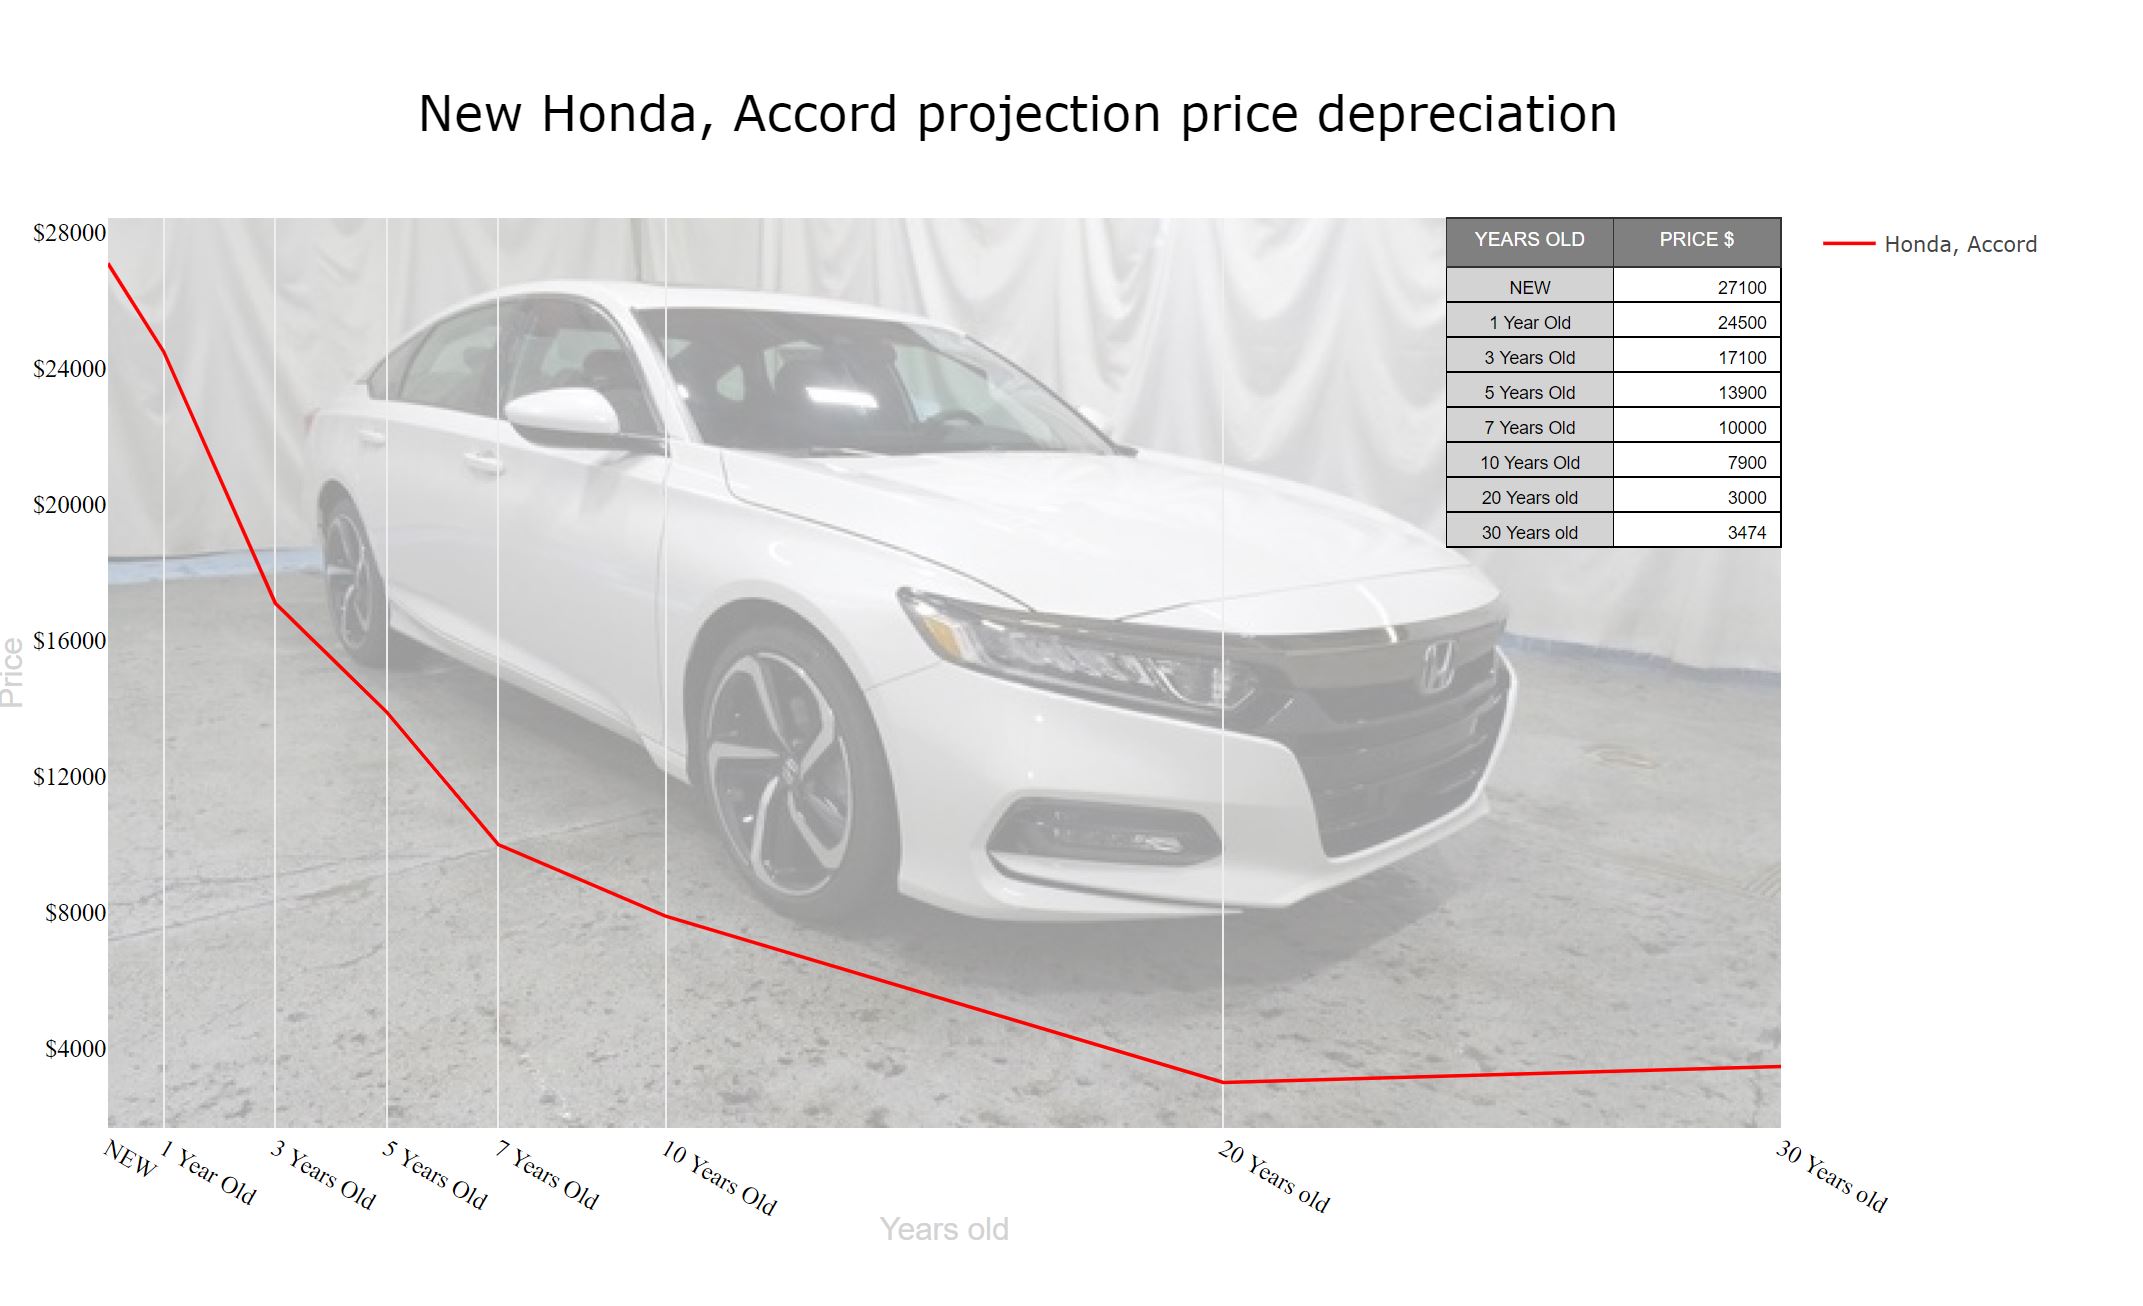 New Honda, Accord projection price depreciation
$28000
$24000
$20000
$16000
$12000
$8000
$4000
Price
YEARS OLD PRICE $
NEW 27100
1 Year Old 24500
3 Years Old 17100
5 Years Old 13900
7 Years Old 10000
10 Years Old 7900
20 Years old 3000
30 Years old 3474
Honda, Accord
NEW
1 Year Old
3 Years Old
5 Years Old
7 Years Old
10 Years Old
20 Years old
30 Years old
Years old